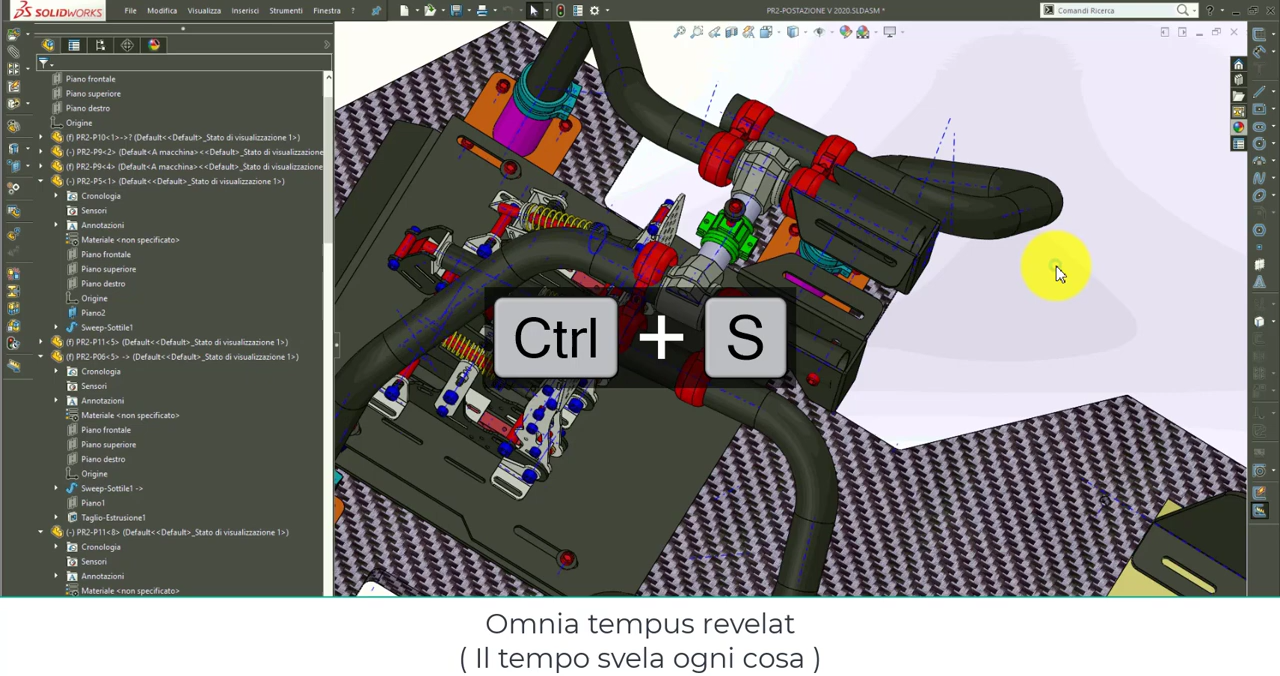 SOLIDWORKS
File Modifica Visualizza Inserisci Strumenti Finestra ?
PR2-POSTAZIONE V 2020.SLDASM *
Comandi Ricerca
Piano frontale
Piano superiore
Piano destro
Origine
(f) PR2-P10<1>->? (Default<<Default>_Stato di visualizzazione 1>)
(-) PR2-P9<2> (Default<A macchina><<Default>_Stato di visualizzazione
(f) PR2-P9<4> (Default<A macchina><<Default>_Stato di visualizzazione
(-) PR2-P5<1> (Default<<Default>_Stato di visualizzazione 1>)
Cronologia
Sensori
Annotazioni
Materiale <non specificato>
Piano frontale
Piano superiore
Piano destro
Origine
Piano2
Sweep-Sottile1
(f) PR2-P11<5> (Default<<Default>_Stato di visualizzazione 1>)
(-) PR2-P06<5> -> (Default<<Default>_Stato di visualizzazione 1>)
Cronologia
Sensori
Annotazioni
Materiale <non specificato>
Piano frontale
Piano superiore
Piano destro
Origine
Sweep-Sottile1 ->
Piano1
Taglio-Estrusione1
(-) PR2-P11<8> (Default<<Default>_Stato di visualizzazione 1>)
Cronologia
Sensori
Annotazioni
Materiale <non specificato>
Ctrl + S
Omnia tempus revelat
( Il tempo svela ogni cosa )